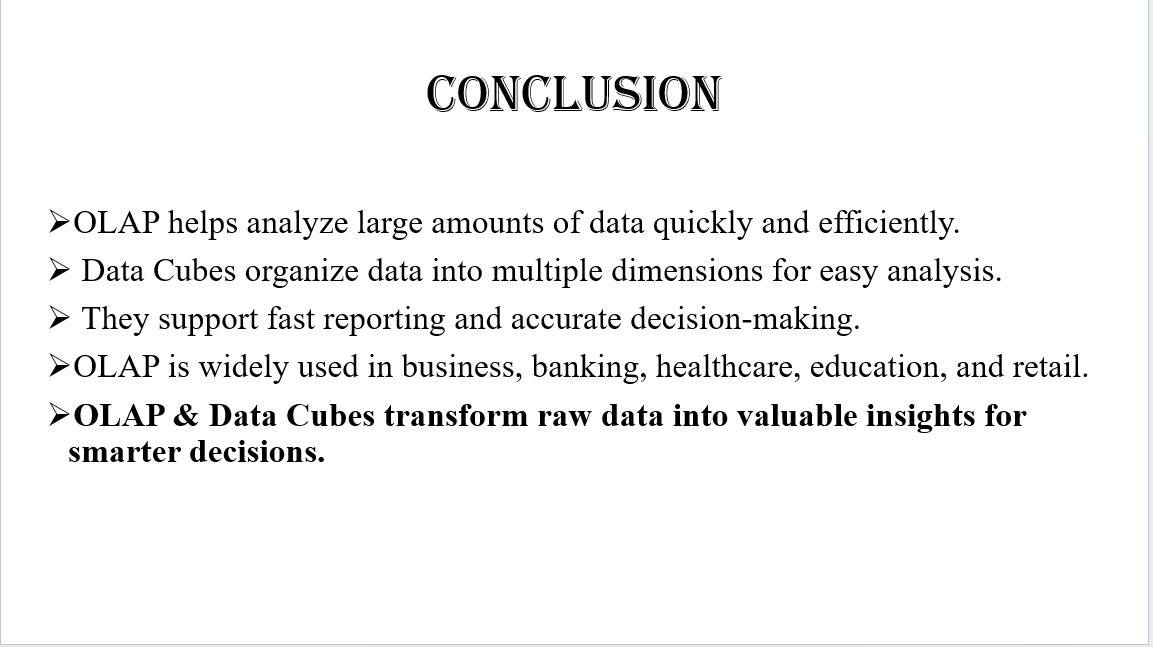 CONCLUSION
➢OLAP helps analyze large amounts of data quickly and efficiently.
➢ Data Cubes organize data into multiple dimensions for easy analysis.
➢ They support fast reporting and accurate decision-making.
➢OLAP is widely used in business, banking, healthcare, education, and retail.
➢OLAP & Data Cubes transform raw data into valuable insights for
smarter decisions.